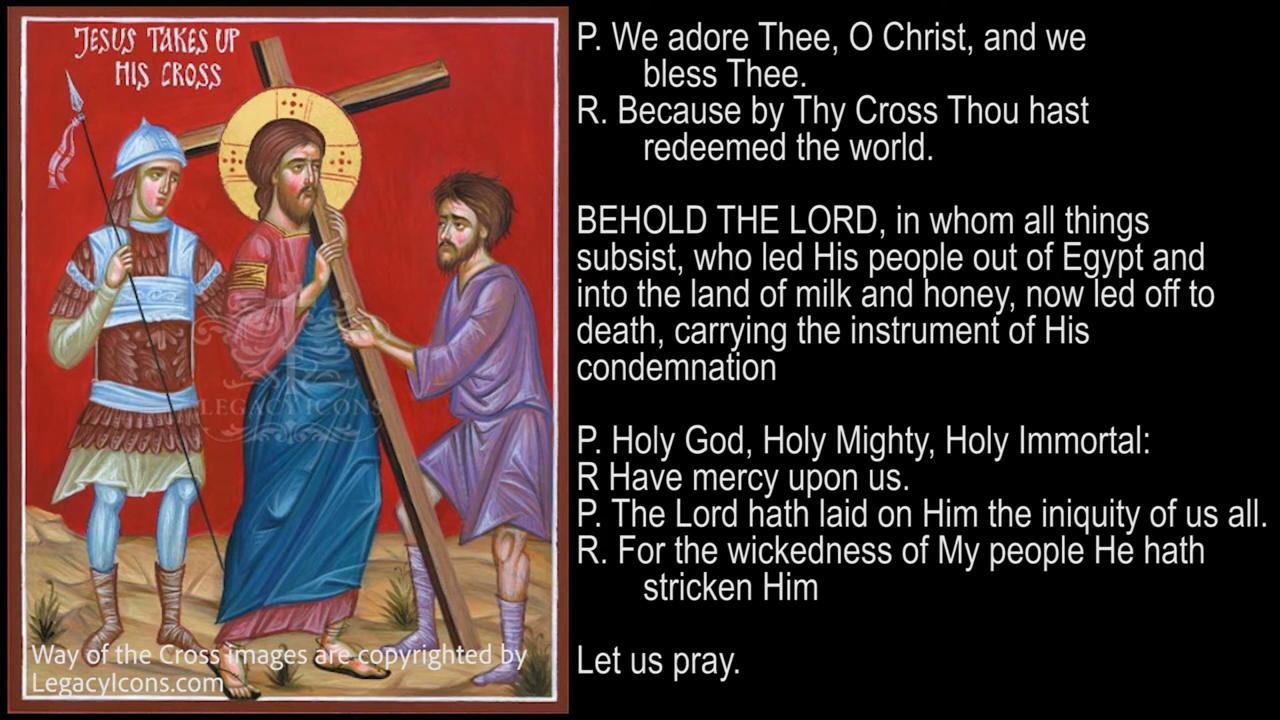 JESUS TAKES UP
HIS CROSS
LEGACY ICONS
Way of the Cross images are copyrighted by
LegacyIcons.com
P. We adore Thee, O Christ, and we
bless Thee.
R. Because by Thy Cross Thou hast
redeemed the world.
BEHOLD THE LORD, in whom all things
subsist, who led His people out of Egypt and
into the land of milk and honey, now led off to
death, carrying the instrument of His
condemnation
P. Holy God, Holy Mighty, Holy Immortal:
R Have mercy upon us.
P. The Lord hath laid on Him the iniquity of us all.
R. For the wickedness of My people He hath
stricken Him
Let us pray.